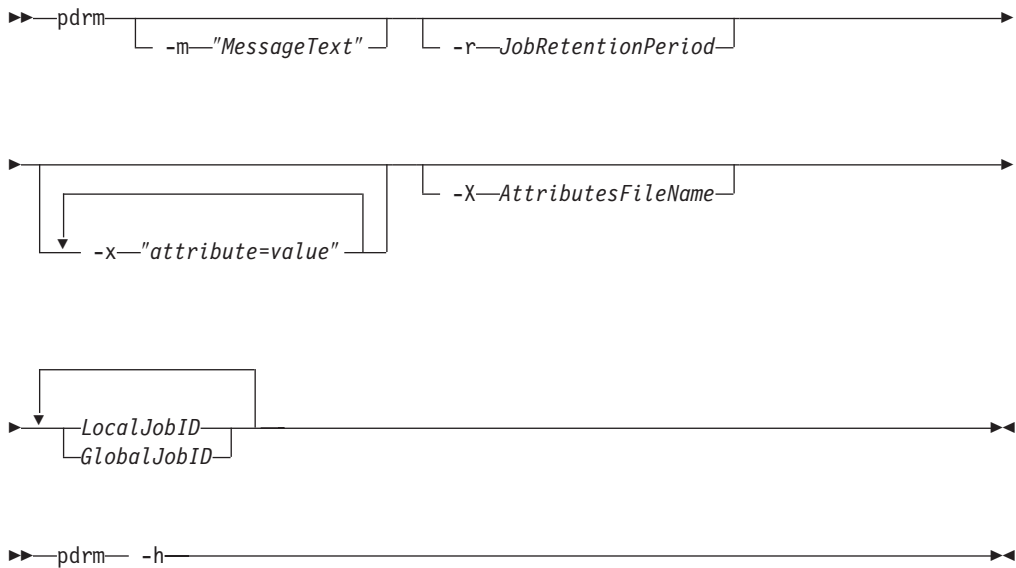 pdrm -m "MessageText" -r JobRetentionPeriod
-x "attribute=value" -X AttributesFileName
LocalJobID
GlobalJobID
pdrm -h